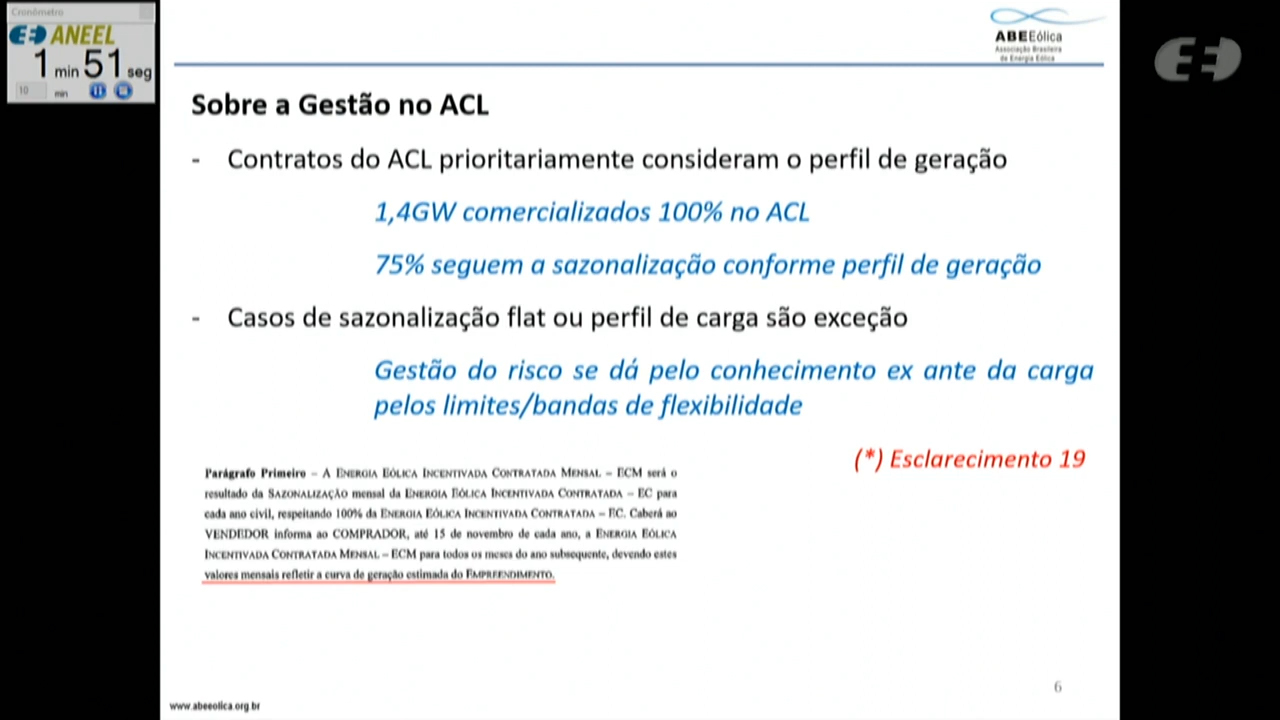 Cronômetro
ANEEL
1 min 51 seg
10 min
ABEEólica
Associação Brasileira
de Energia Eólica
Sobre a Gestão no ACL
- Contratos do ACL prioritariamente consideram o perfil de geração
1,4GW comercializados 100% no ACL
75% seguem a sazonalização conforme perfil de geração
- Casos de sazonalização flat ou perfil de carga são exceção
Gestão do risco se dá pelo conhecimento ex ante da carga
pelos limites/bandas de flexibilidade
(*) Esclarecimento 19
Parágrafo Primeiro – A ENERGIA EÓLICA INCENTIVADA CONTRATADA MENSAL – ECM será o
resultado da SAZONALIZAÇÃO mensal da ENERGIA EÓLICA INCENTIVADA CONTRATADA – EC para
cada ano civil, respeitando 100% da ENERGIA EÓLICA INCENTIVADA CONTRATADA – EC. Caberá ao
VENDEDOR informa ao COMPRADOR, até 15 de novembro de cada ano, a ENERGIA EÓLICA
INCENTIVADA CONTRATADA MENSAL – ECM para todos os meses do ano subsequente, devendo estes
valores mensais refletir a curva de geração estimada do EMPREENDIMENTO.
6
www.abeeolica.org.br